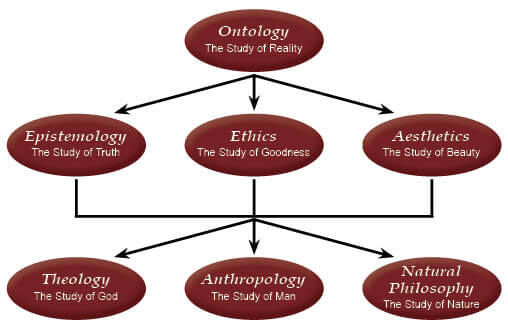 Ontology
The Study of Reality
Epistemology
The Study of Truth
Ethics
The Study of Goodness
Aesthetics
The Study of Beauty
Theology
The Study of God
Anthropology
The Study of Man
Natural
Philosophy
The Study of Nature